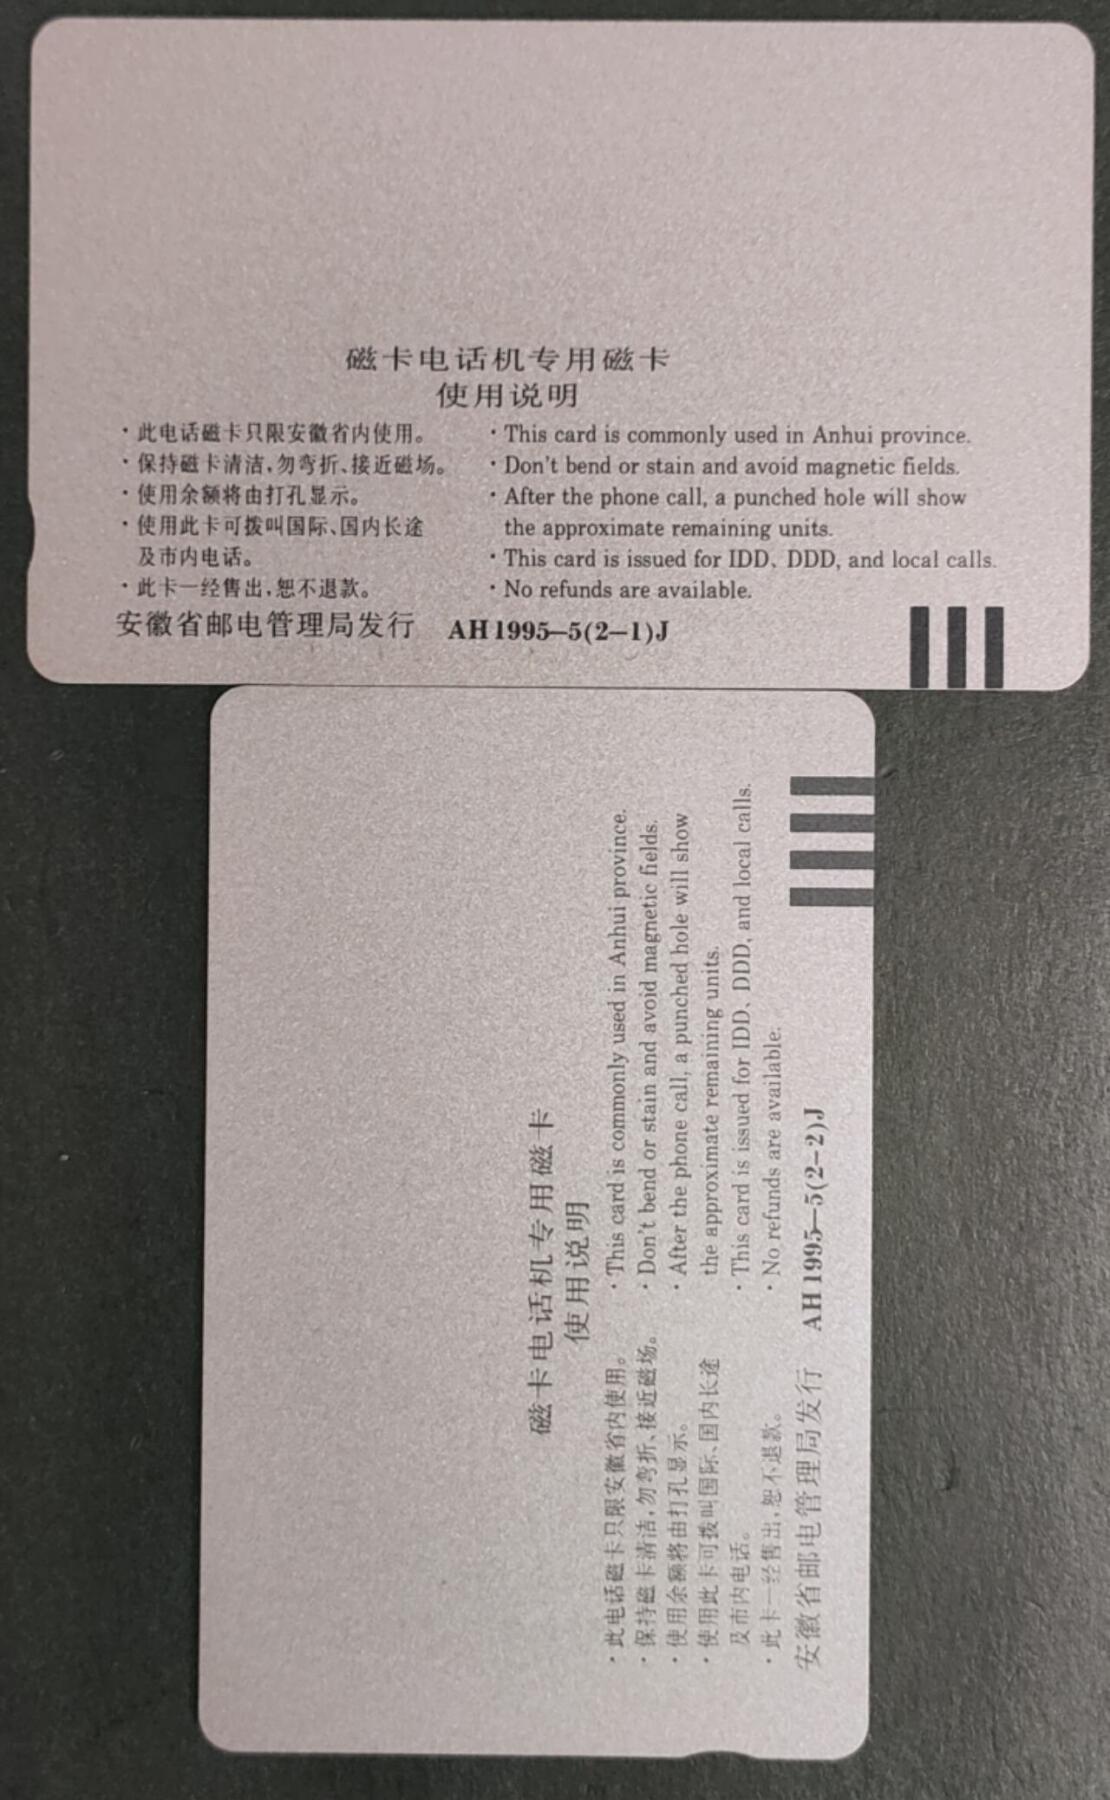 磁卡电话机专用磁卡
使用说明
·此电话磁卡只限安徽省内使用。
·保持磁卡清洁,勿弯折、接近磁场。
·使用余额将由打孔显示。
·使用此卡可拨叫国际、国内长途
及市内电话。
·此卡一经售出,恕不退款。
·This card is commonly used in Anhui province.
·Don't bend or stain and avoid magnetic fields.
·After the phone call, a punched hole will show
the approximate remaining units.
·This card is issued for IDD、DDD, and local calls.
·No refunds are available.
安徽省邮电管理局发行 AH1995—5(2—1)J
磁卡电话机专用磁卡
使用说明
·此电话磁卡只限安徽省内使用。
·保持磁卡清洁,勿弯折、接近磁场。
·使用余额将由打孔显示。
·使用此卡可拨叫国际、国内长途
及市内电话。
·此卡一经售出,恕不退款。
·This card is commonly used in Anhui province.
·Don't bend or stain and avoid magnetic fields.
·After the phone call, a punched hole will show
the approximate remaining units.
·This card is issued for IDD、DDD, and local calls.
·No refunds are available.
安徽省邮电管理局发行 AH1995—5(2—2)J